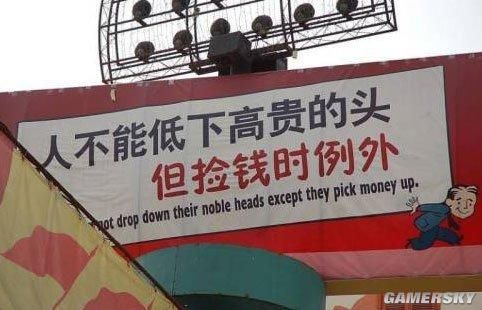 人不能低下高贵的头
但捡钱时例外
not drop down their noble heads except they pick money up.
GAMERSKY